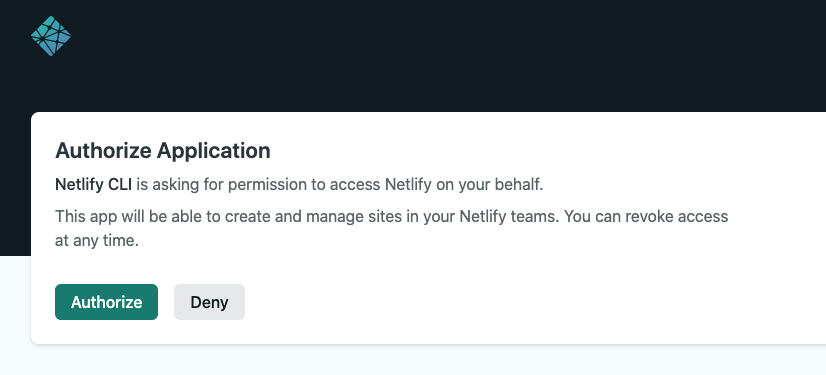 Authorize Application
Netlify CLI is asking for permission to access Netlify on your behalf.
This app will be able to create and manage sites in your Netlify teams. You can revoke access
at any time.
Authorize
Deny